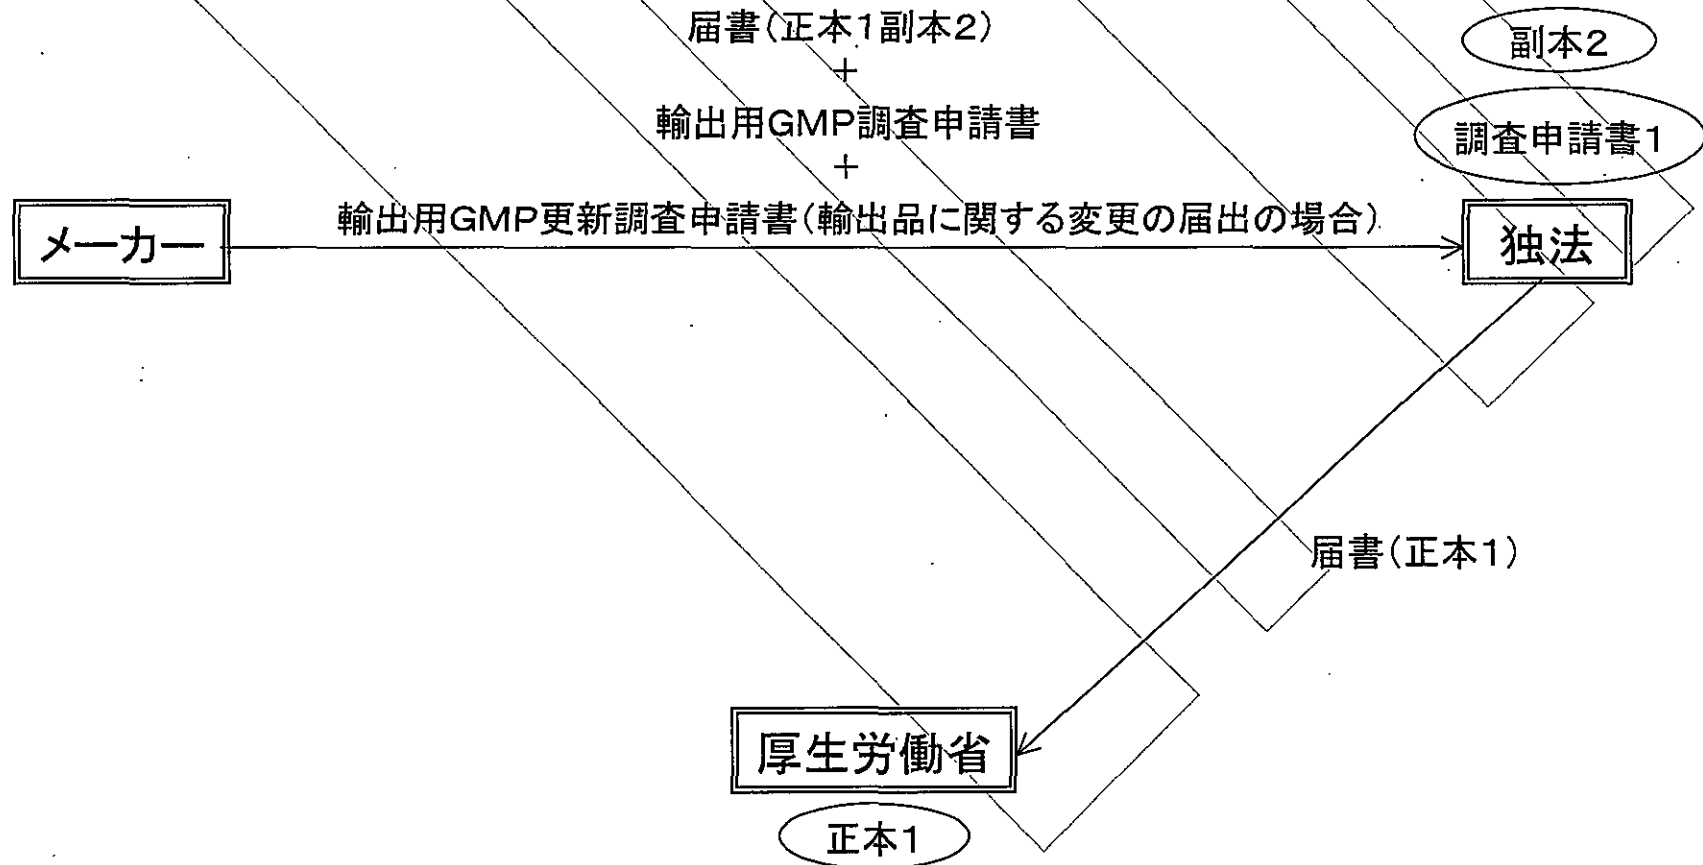 届書(正本1副本2)
+
輸出用GMP調査申請書
+
輸出用GMP更新調査申請書(輸出品に関する変更の届出の場合)
メーカー
副本2
調査申請書1
独法
届書(正本1)
厚生労働省
正本1